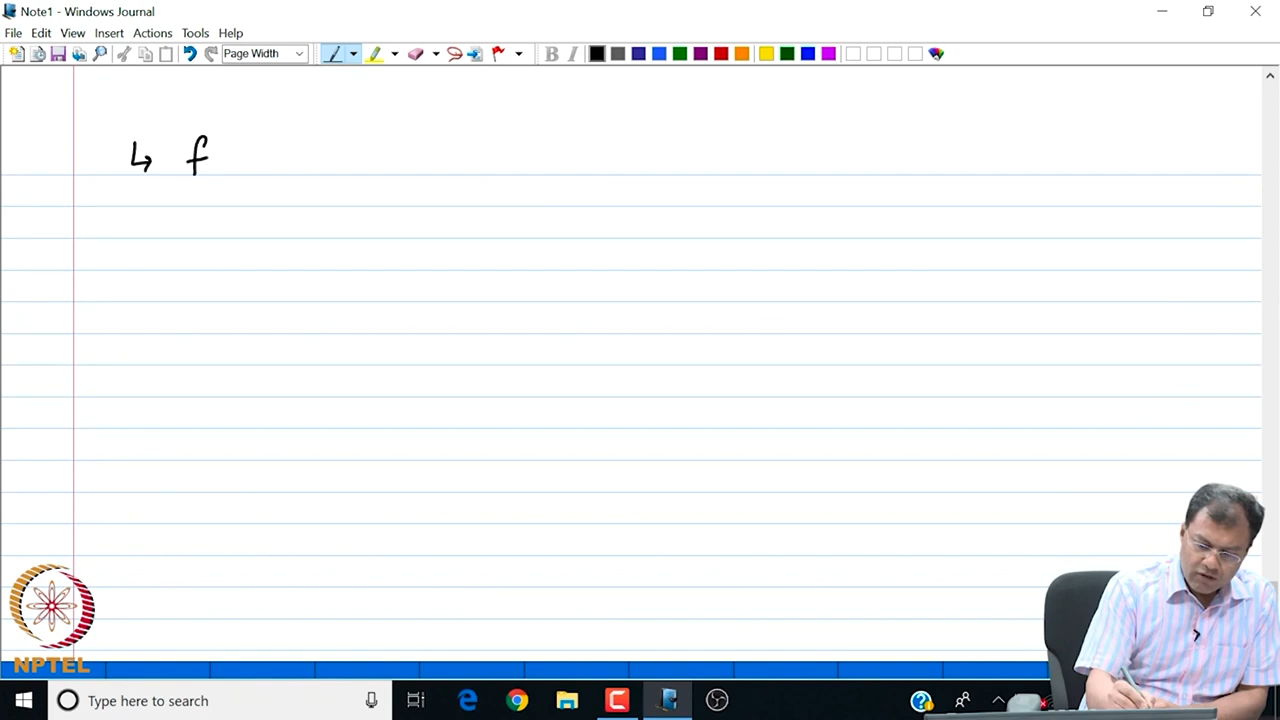 Note1 - Windows Journal
File Edit View Insert Actions Tools Help
Page Width B I
↳ f
NPTEL
Type here to search